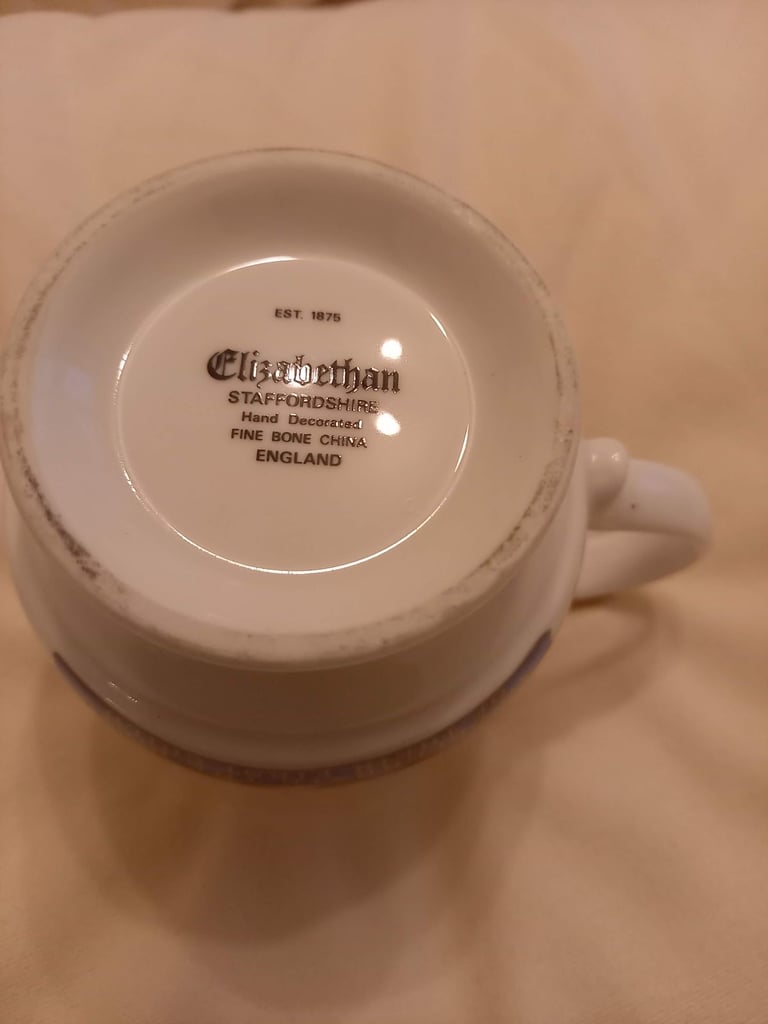 EST. 1875
Elizabethan
STAFFORDSHIRE
Hand Decorated
FINE BONE CHINA
ENGLAND